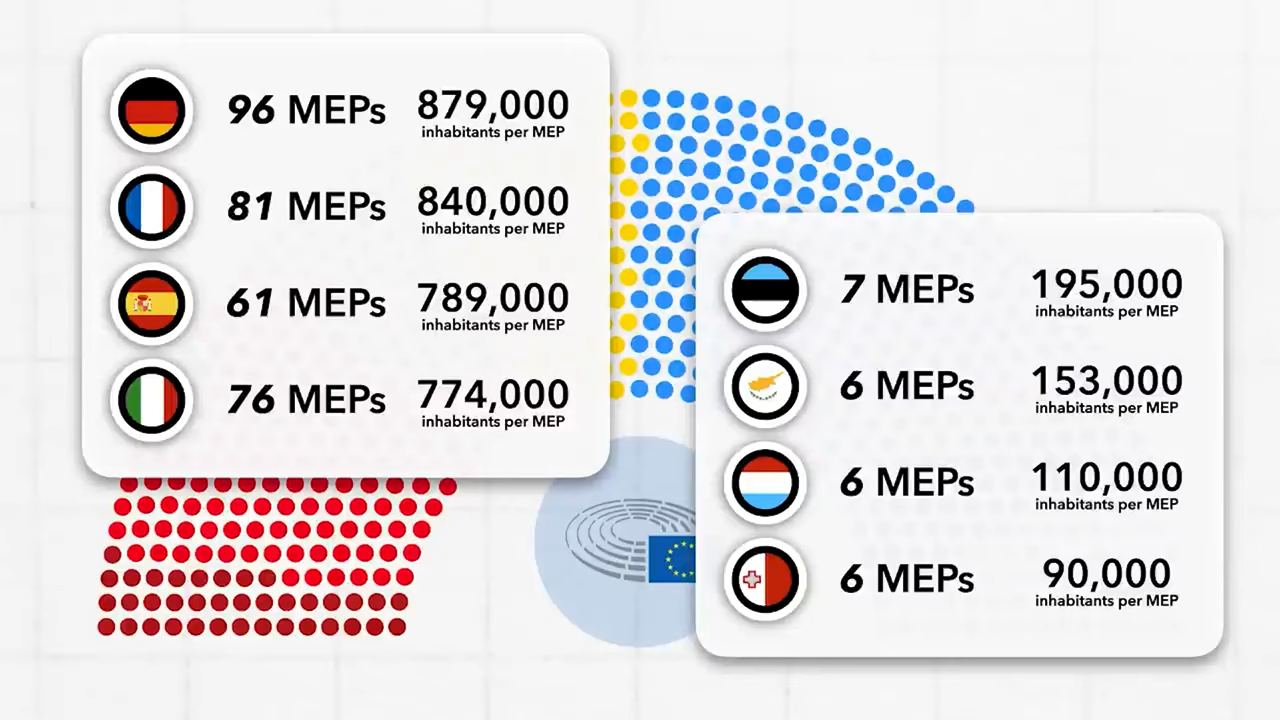 96 MEPs 879,000
inhabitants per MEP
81 MEPs 840,000
inhabitants per MEP
61 MEPs 789,000
inhabitants per MEP
76 MEPs 774,000
inhabitants per MEP
7 MEPs 195,000
inhabitants per MEP
6 MEPs 153,000
inhabitants per MEP
6 MEPs 110,000
inhabitants per MEP
6 MEPs 90,000
inhabitants per MEP